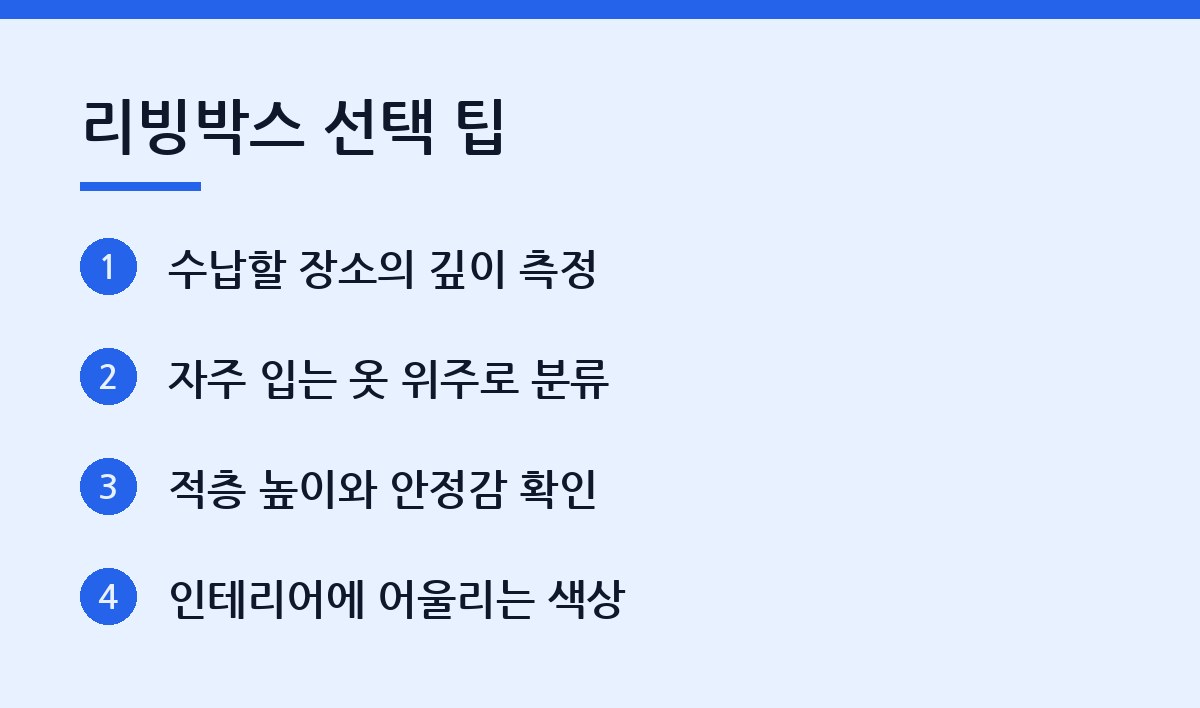 리빙박스 선택 팁
1 수납할 장소의 깊이 측정
2 자주 입는 옷 위주로 분류
3 적층 높이와 안정감 확인
4 인테리어에 어울리는 색상